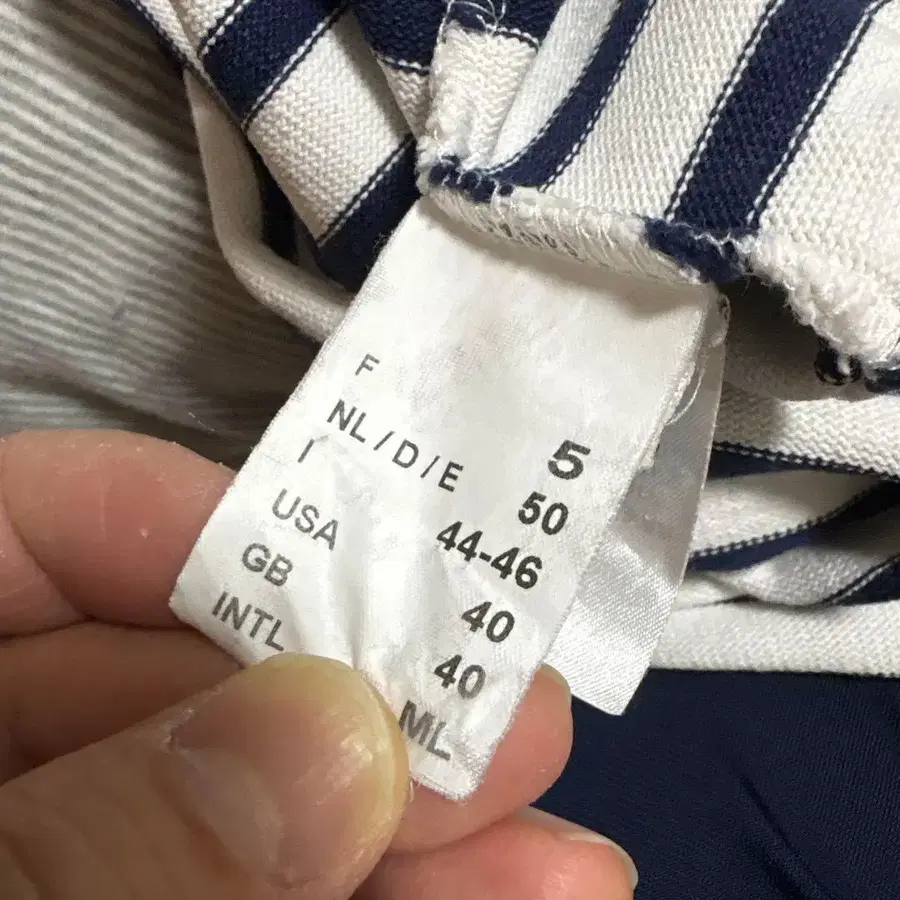 F 5
NL/D/E 50
I 44-46
USA 40
GB 40
INTL ML